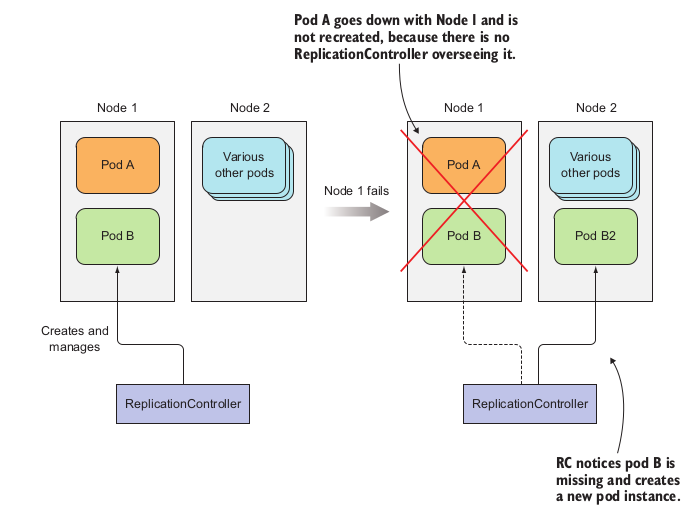 Pod A goes down with Node 1 and is
not recreated, because there is no
ReplicationController overseeing it.
Node 1
Node 2
Pod A
Various
other pods
Pod B
Creates and
manages
ReplicationController
Node 1 fails
Node 1
Node 2
Pod A
Various
other pods
Pod B
Pod B2
ReplicationController
RC notices pod B is
missing and creates
a new pod instance.